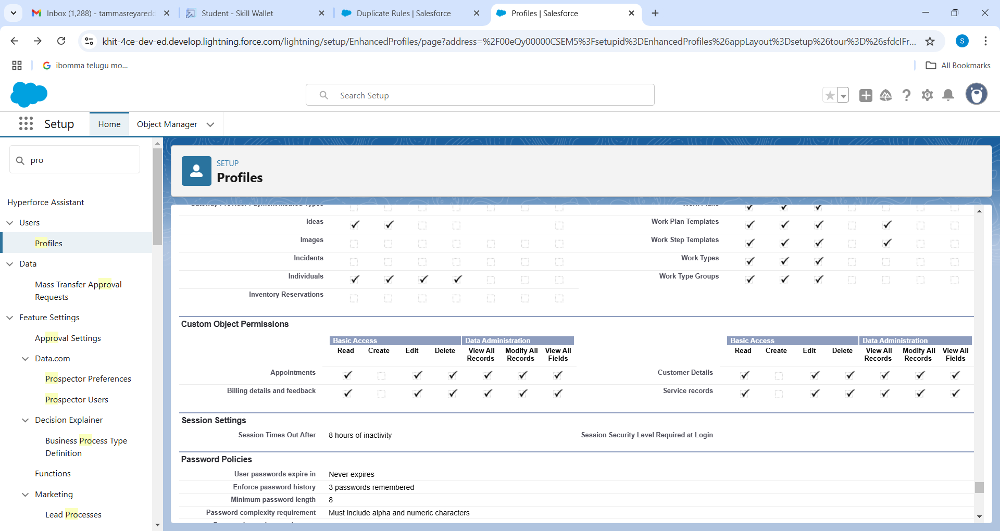 Inbox (1,288) - tammasreyaredd
Student - Skill Wallet
Duplicate Rules | Salesforce
Profiles | Salesforce
khit-4ce-dev-ed.develop.lightning.force.com/lightning/setup/EnhancedProfiles/page?address=%2F00eQy00000CSEM5%3Fsetupid%3DEnhancedProfiles%26appLayout%3Dsetup%26tour%3D%26sfdcIFr...
S
ibomma telugu mo...
All Bookmarks
Search Setup
Setup
Home
Object Manager
pro
Hyperforce Assistant
Users
Profiles
Data
Mass Transfer Approval
Requests
Feature Settings
Approval Settings
Data.com
Prospector Preferences
Prospector Users
Decision Explainer
Business Process Type
Definition
Functions
Marketing
Lead Processes
SETUP
Profiles
Ideas
Work Plan Templates
Images
Work Step Templates
Incidents
Work Types
Individuals
Work Type Groups
Inventory Reservations
Custom Object Permissions
Basic Access Data Administration
Read Create Edit Delete View All Records Modify All Records View All Fields
Basic Access Data Administration
Read Create Edit Delete View All Records Modify All Records View All Fields
Appointments
Customer Details
Billing details and feedback
Service records
Session Settings
Session Times Out After 8 hours of inactivity
Session Security Level Required at Login
Password Policies
User passwords expire in Never expires
Enforce password history 3 passwords remembered
Minimum password length 8
Password complexity requirement Must include alpha and numeric characters